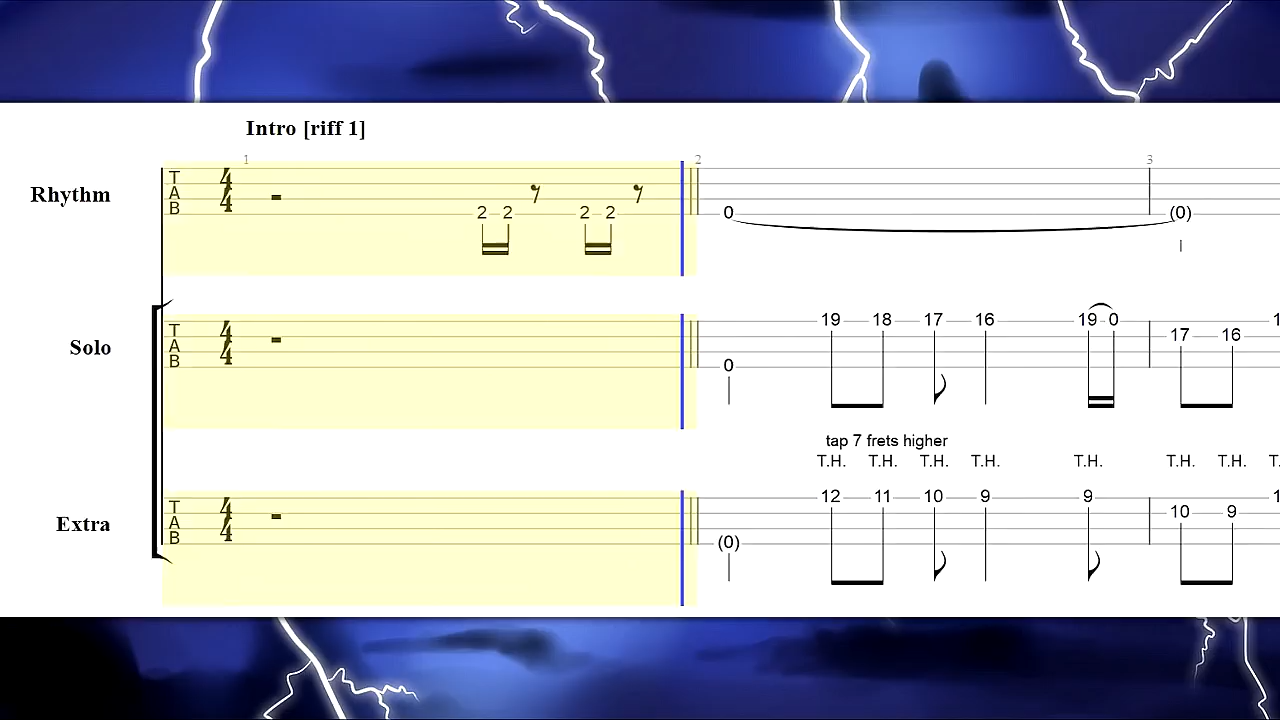 Intro [riff 1]
1 2 3
Rhythm
T
A
B
4
4
2 2 2 2 0 (0)
Solo
T
A
B
4
4
19 18 17 16 19 0
17 16
0
tap 7 frets higher
T.H. T.H. T.H. T.H. T.H. T.H. T.H. T.
Extra
T
A
B
4
4
12 11 10 9 9 1
10 9
(0)